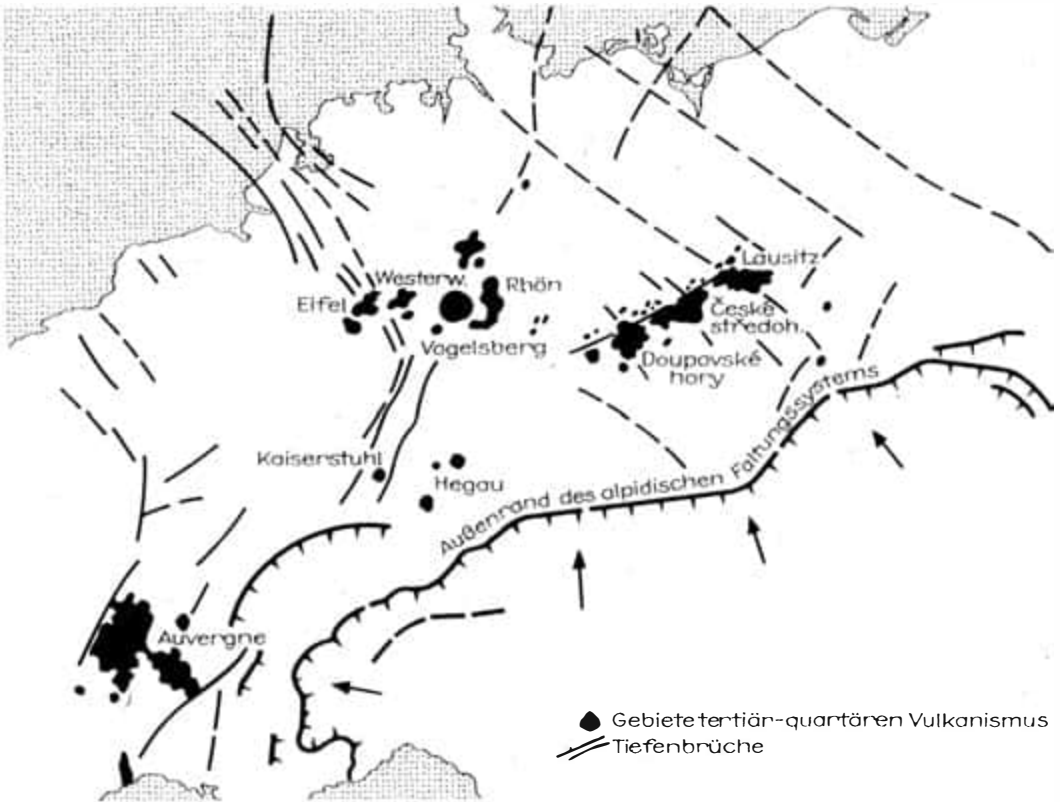 Lausitz
Westerw.
Rhön
Eifel
České
středoh.
Vogelsberg
Doupovské
hory
Kaiserstuhl
Hegau
Außenrand des alpidischen Faltungssystems
Auvergne
Gebiete tertiär-quartären Vulkanismus
Tiefenbrüche